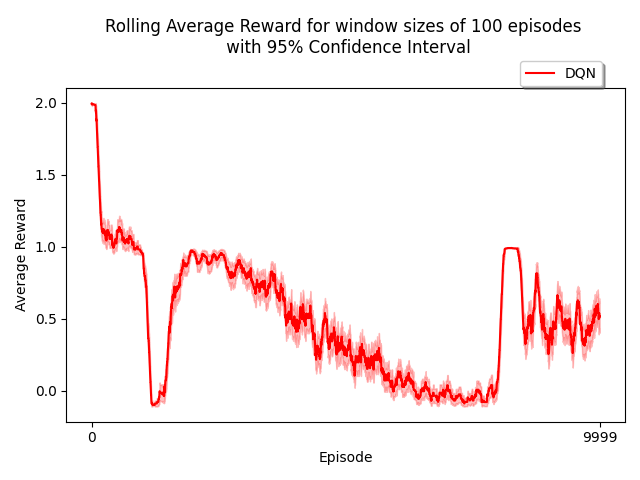 Rolling Average Reward for window sizes of 100 episodes
with 95% Confidence Interval
DQN
2.0
1.5
1.0
0.5
0.0
Average Reward
0
9999
Episode